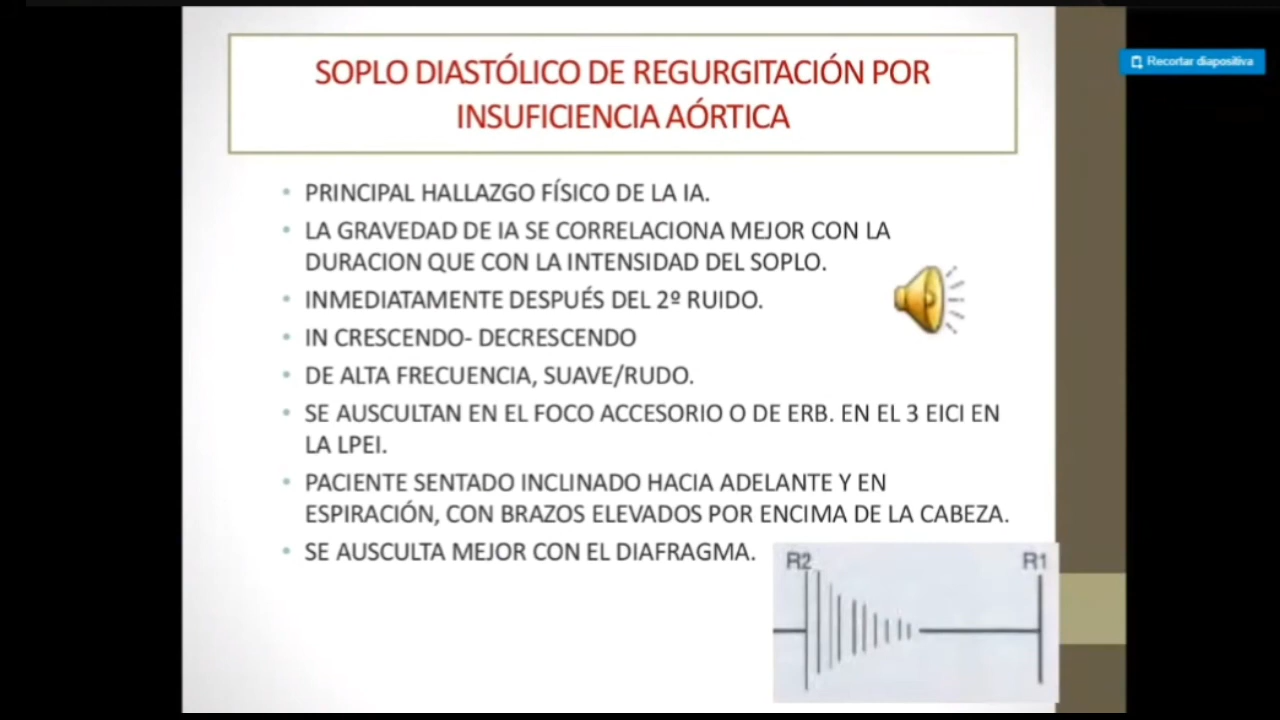 SOPLO DIASTÓLICO DE REGURGITACIÓN POR
INSUFICIENCIA AÓRTICA
Recortar diapositiva
• PRINCIPAL HALLAZGO FÍSICO DE LA IA.
• LA GRAVEDAD DE IA SE CORRELACIONA MEJOR CON LA
DURACION QUE CON LA INTENSIDAD DEL SOPLO.
• INMEDIATAMENTE DESPUÉS DEL 2º RUIDO.
• IN CRESCENDO- DECRESCENDO
• DE ALTA FRECUENCIA, SUAVE/RUDO.
• SE AUSCULTAN EN EL FOCO ACCESORIO O DE ERB. EN EL 3 EICI EN
LA LPEI.
• PACIENTE SENTADO INCLINADO HACIA ADELANTE Y EN
ESPIRACIÓN, CON BRAZOS ELEVADOS POR ENCIMA DE LA CABEZA.
• SE AUSCULTA MEJOR CON EL DIAFRAGMA.
R2 R1